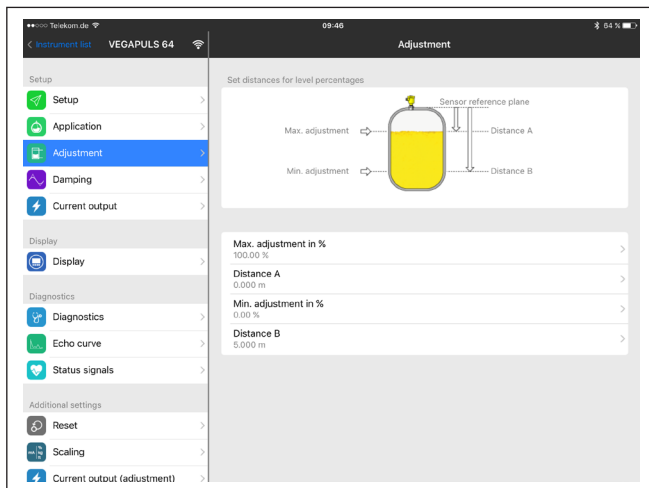 Telekom.de 09:46 84 %
Instrument list VEGAPULS 64 Adjustment
Setup
Setup
Application
Adjustment
Damping
Current output
Display
Display
Diagnostics
Diagnostics
Echo curve
Status signals
Additional settings
Reset
Scaling
Current output (adjustment)
Set distances for level percentages
Sensor reference plane
Max. adjustment
Distance A
Min. adjustment
Distance B
Max. adjustment in %
100.00 %
Distance A
0.000 m
Min. adjustment in %
0.00 %
Distance B
5.000 m